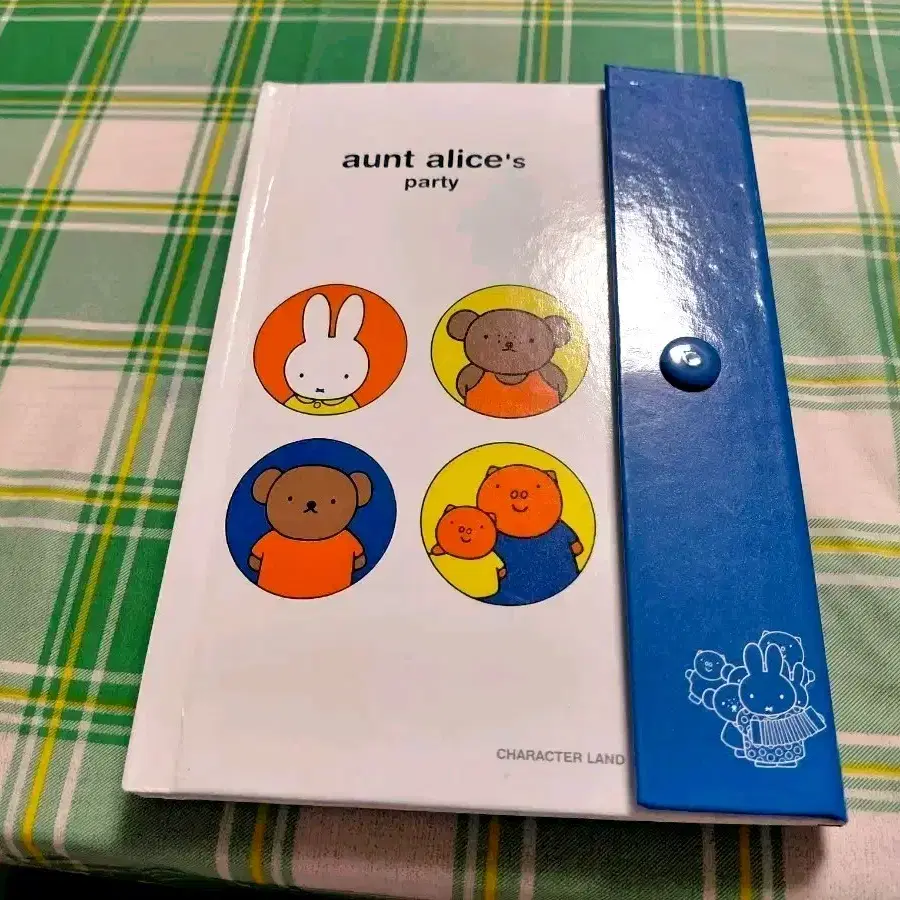 aunt alice's
party
CHARACTER LAND